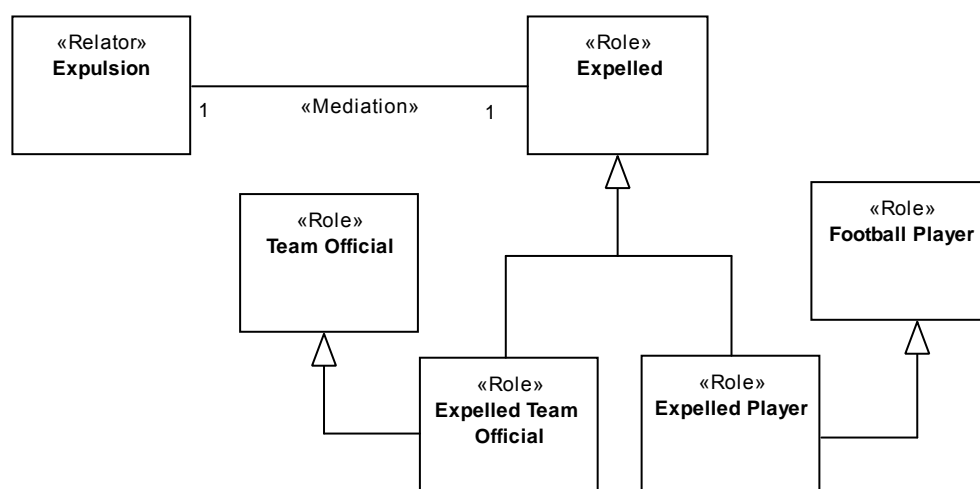 «Relator»
Expulsion
«Role»
Expelled
1
«Mediation»
1
«Role»
Team Official
«Role»
Football Player
«Role»
Expelled Team
Official
«Role»
Expelled Player